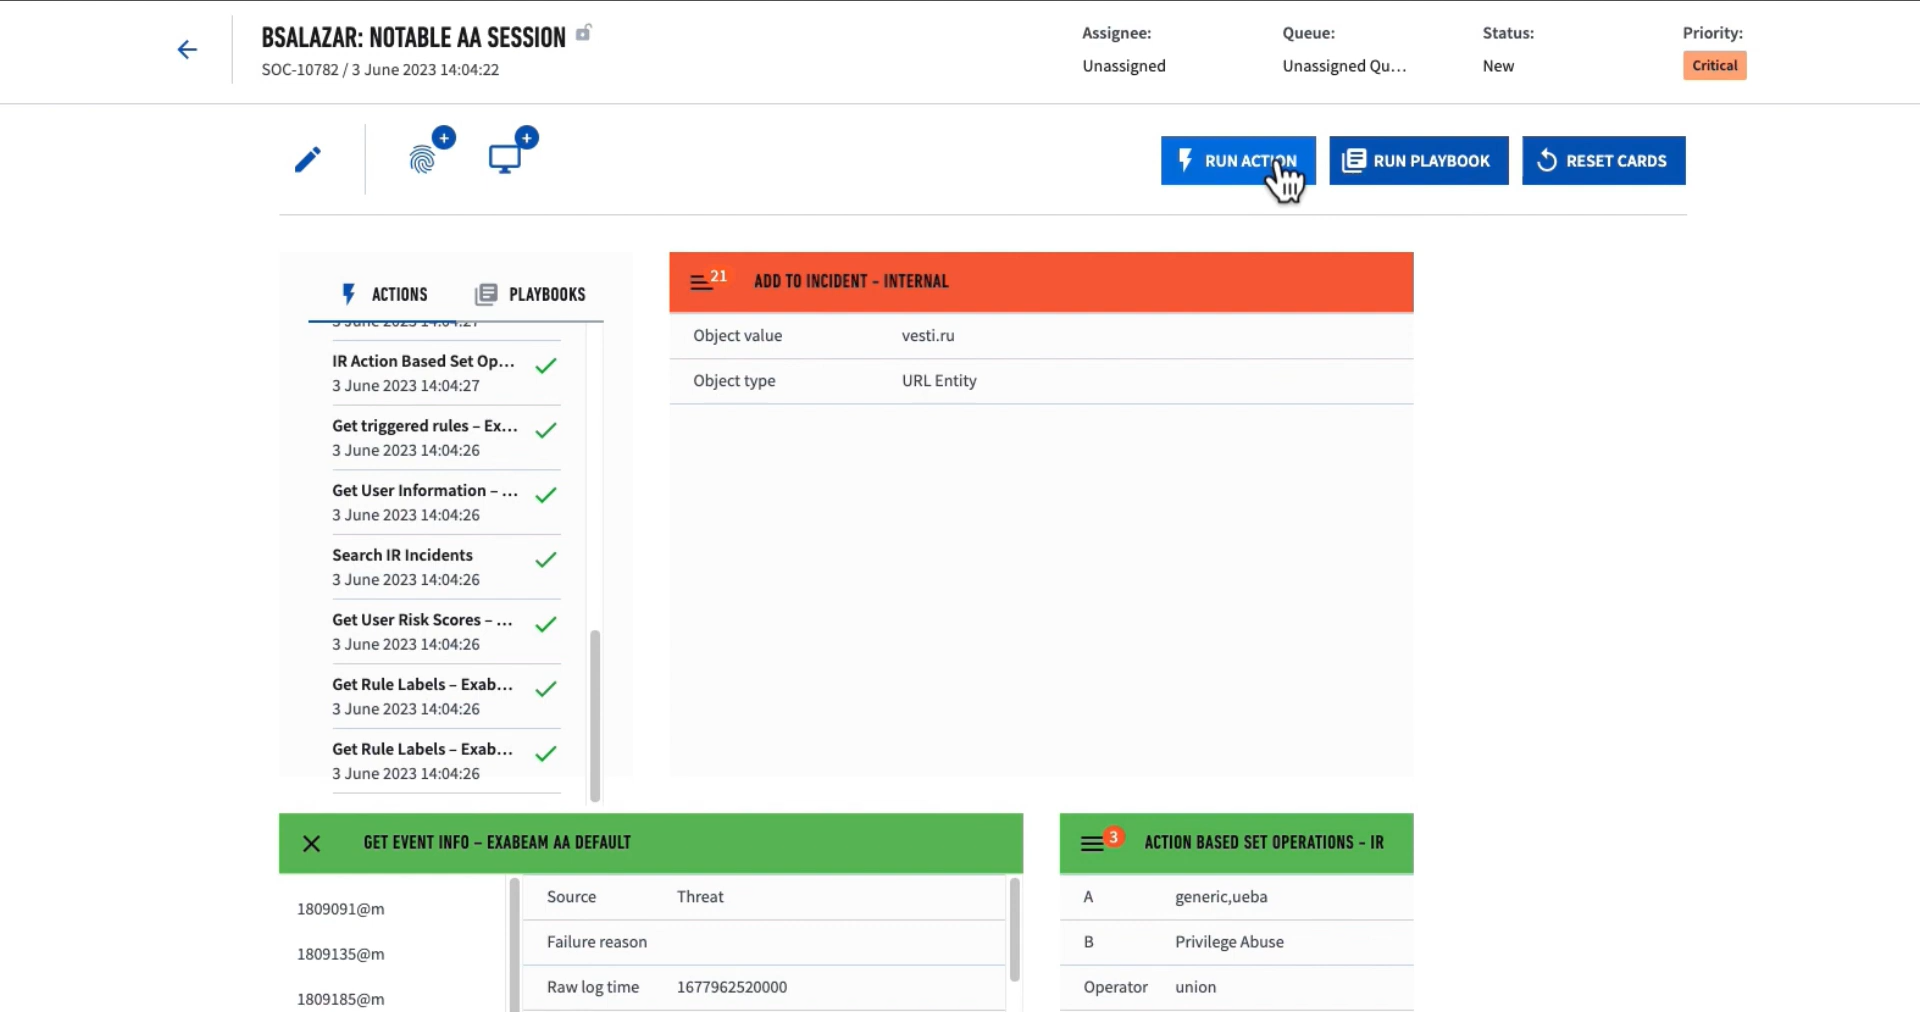 BSALAZAR: NOTABLE AA SESSION
SOC-10782 / 3 June 2023 14:04:22
Assignee:
Unassigned
Queue:
Unassigned Qu...
Status:
New
Priority:
Critical
RUN ACTION
RUN PLAYBOOK
RESET CARDS
ACTIONS
PLAYBOOKS
3 June 2023 14:04:27
IR Action Based Set Op...
3 June 2023 14:04:27
Get triggered rules – Ex...
3 June 2023 14:04:26
Get User Information – ...
3 June 2023 14:04:26
Search IR Incidents
3 June 2023 14:04:26
Get User Risk Scores – ...
3 June 2023 14:04:26
Get Rule Labels – Exab...
3 June 2023 14:04:26
Get Rule Labels – Exab...
3 June 2023 14:04:26
21
ADD TO INCIDENT – INTERNAL
Object value vesti.ru
Object type URL Entity
GET EVENT INFO – EXABEAM AA DEFAULT
1809091@m
1809135@m
1809185@m
Source Threat
Failure reason
Raw log time 1677962520000
3
ACTION BASED SET OPERATIONS – IR
A generic,ueba
B Privilege Abuse
Operator union